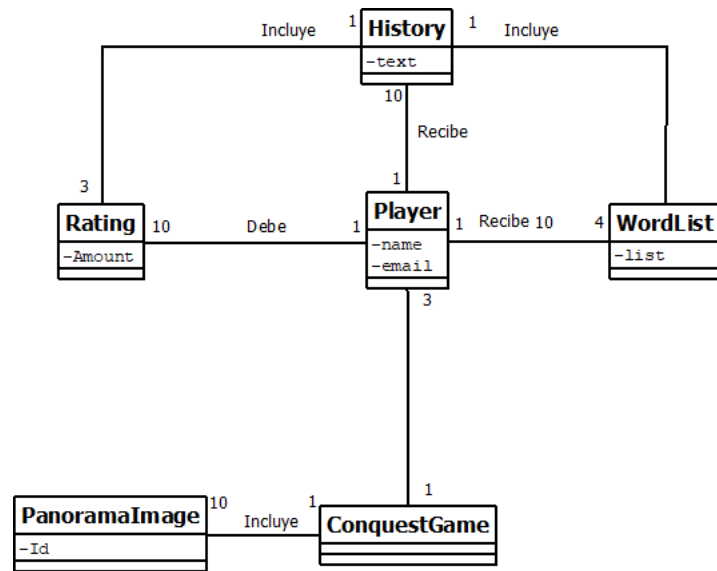 1 Incluye
History
-text
1 Incluye
10
Recibe
3
1
Rating
-Amount
10 Debe 1
Player
-name
-email
1 Recibe 10 4
WordList
-list
3
1
PanoramaImage
-Id
10 Incluye 1
ConquestGame